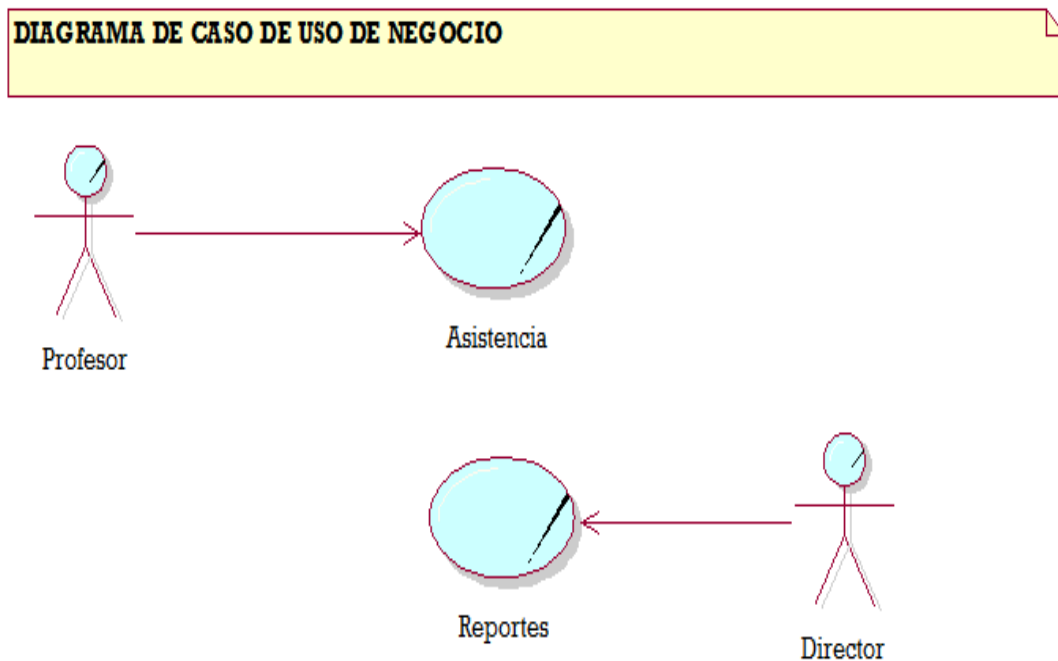 DIAGRAMA DE CASO DE USO DE NEGOCIO
Asistencia
Profesor
Reportes
Director